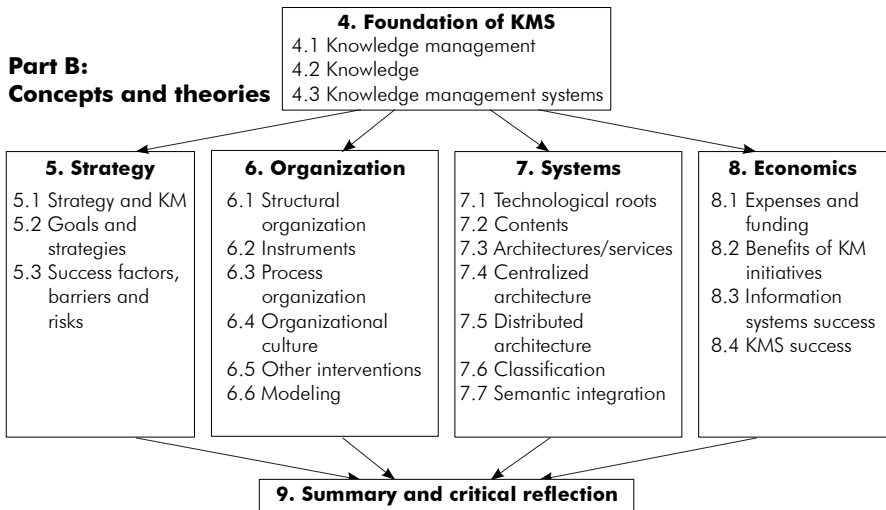 Part B:
Concepts and theories
4. Foundation of KMS
4.1 Knowledge management
4.2 Knowledge
4.3 Knowledge management systems
5. Strategy
5.1 Strategy and KM
5.2 Goals and
strategies
5.3 Success factors,
barriers and
risks
6. Organization
6.1 Structural
organization
6.2 Instruments
6.3 Process
organization
6.4 Organizational
culture
6.5 Other interventions
6.6 Modeling
7. Systems
7.1 Technological roots
7.2 Contents
7.3 Architectures/services
7.4 Centralized
architecture
7.5 Distributed
architecture
7.6 Classification
7.7 Semantic integration
8. Economics
8.1 Expenses and
funding
8.2 Benefits of KM
initiatives
8.3 Information
systems success
8.4 KMS success
9. Summary and critical reflection